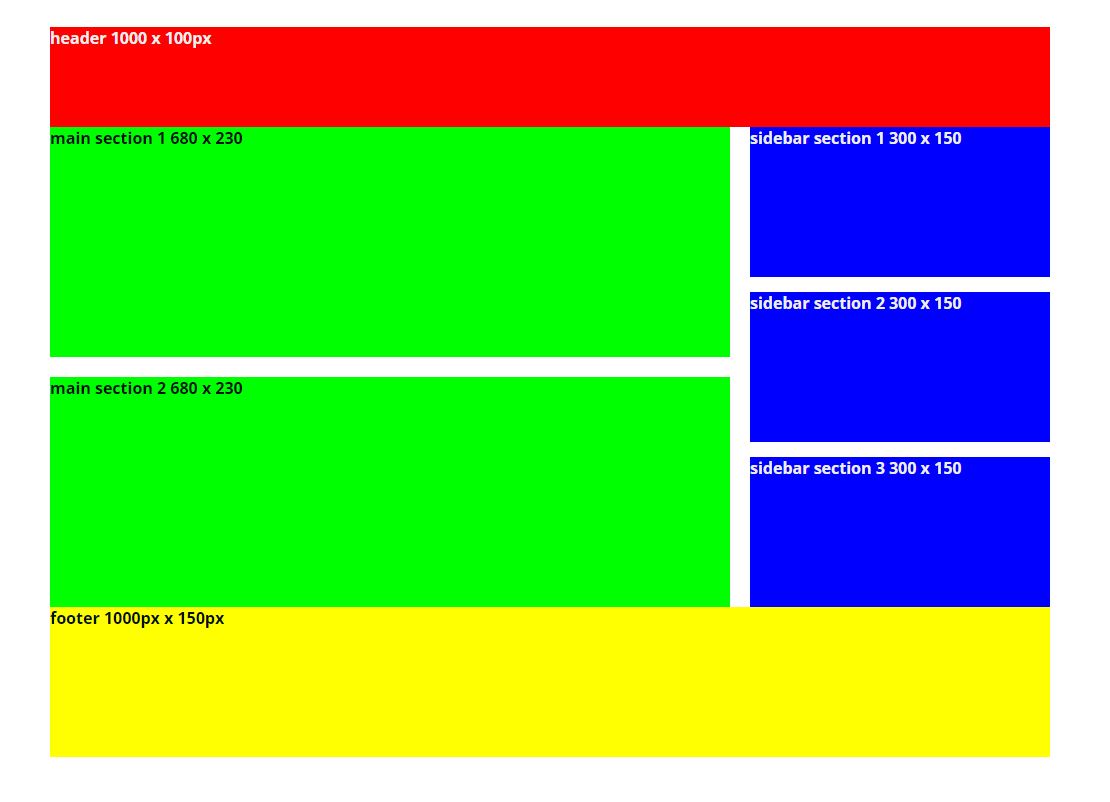 header 1000 x 100px
main section 1 680 x 230
sidebar section 1 300 x 150
sidebar section 2 300 x 150
main section 2 680 x 230
sidebar section 3 300 x 150
footer 1000px x 150px